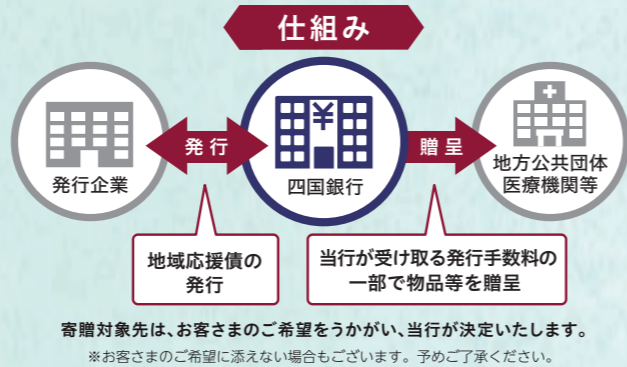 仕組み
発行企業
発行
四国銀行
贈呈
地方公共団体
医療機関等
地域応援債の
発行
当行が受け取る発行手数料の
一部で物品等を贈呈
寄贈対象先は、お客さまのご希望をうかがい、当行が決定いたします。
※お客さまのご希望に添えない場合もございます。予めご了承ください。